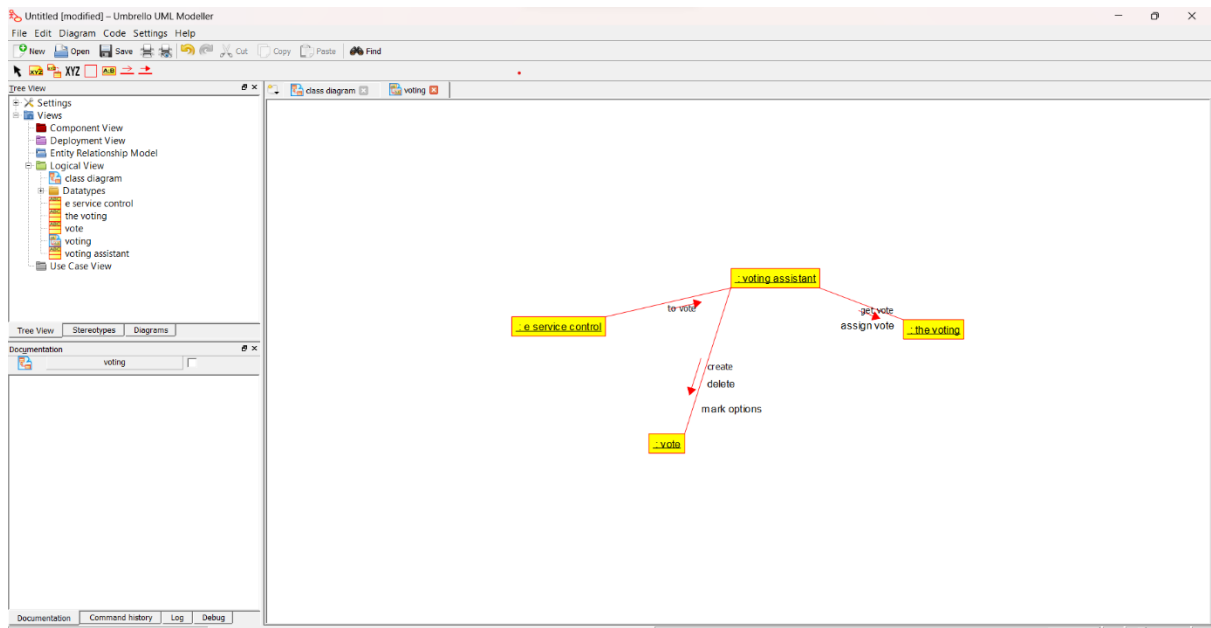 Untitled [modified] – Umbrello UML Modeller
File Edit Diagram Code Settings Help
New Open Save Cut Copy Paste Find
XYZ XYZ A:B
Tree View
class diagram voting
Settings
Views
Component View
Deployment View
Entity Relationship Model
Logical View
class diagram
Datatypes
e service control
the voting
vote
voting
voting assistant
Use Case View
Tree View Stereotypes Diagrams
Documentation
voting
: voting assistant
to vote
get vote
: e service control
assign vote
: the voting
create
delete
mark options
: vote
Documentation Command history Log Debug